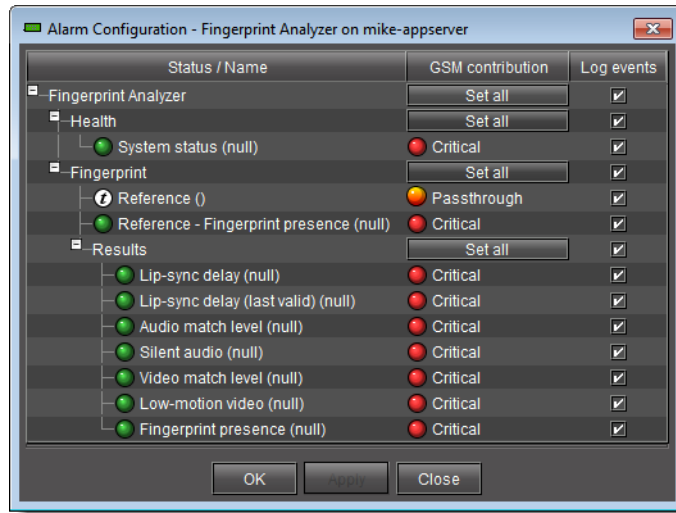 Alarm Configuration - Fingerprint Analyzer on mike-appserver
Status / Name GSM contribution Log events
Fingerprint Analyzer Set all
Health Set all
System status (null) Critical
Fingerprint Set all
Reference () Passthrough
Reference - Fingerprint presence (null) Critical
Results Set all
Lip-sync delay (null) Critical
Lip-sync delay (last valid) (null) Critical
Audio match level (null) Critical
Silent audio (null) Critical
Video match level (null) Critical
Low-motion video (null) Critical
Fingerprint presence (null) Critical
OK Apply Close